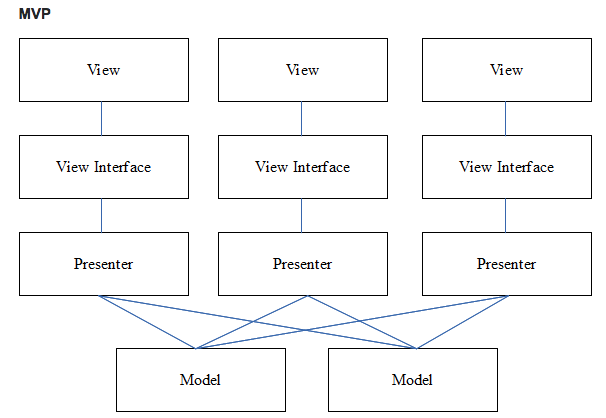 MVP
View
View
View
View Interface
View Interface
View Interface
Presenter
Presenter
Presenter
Model
Model